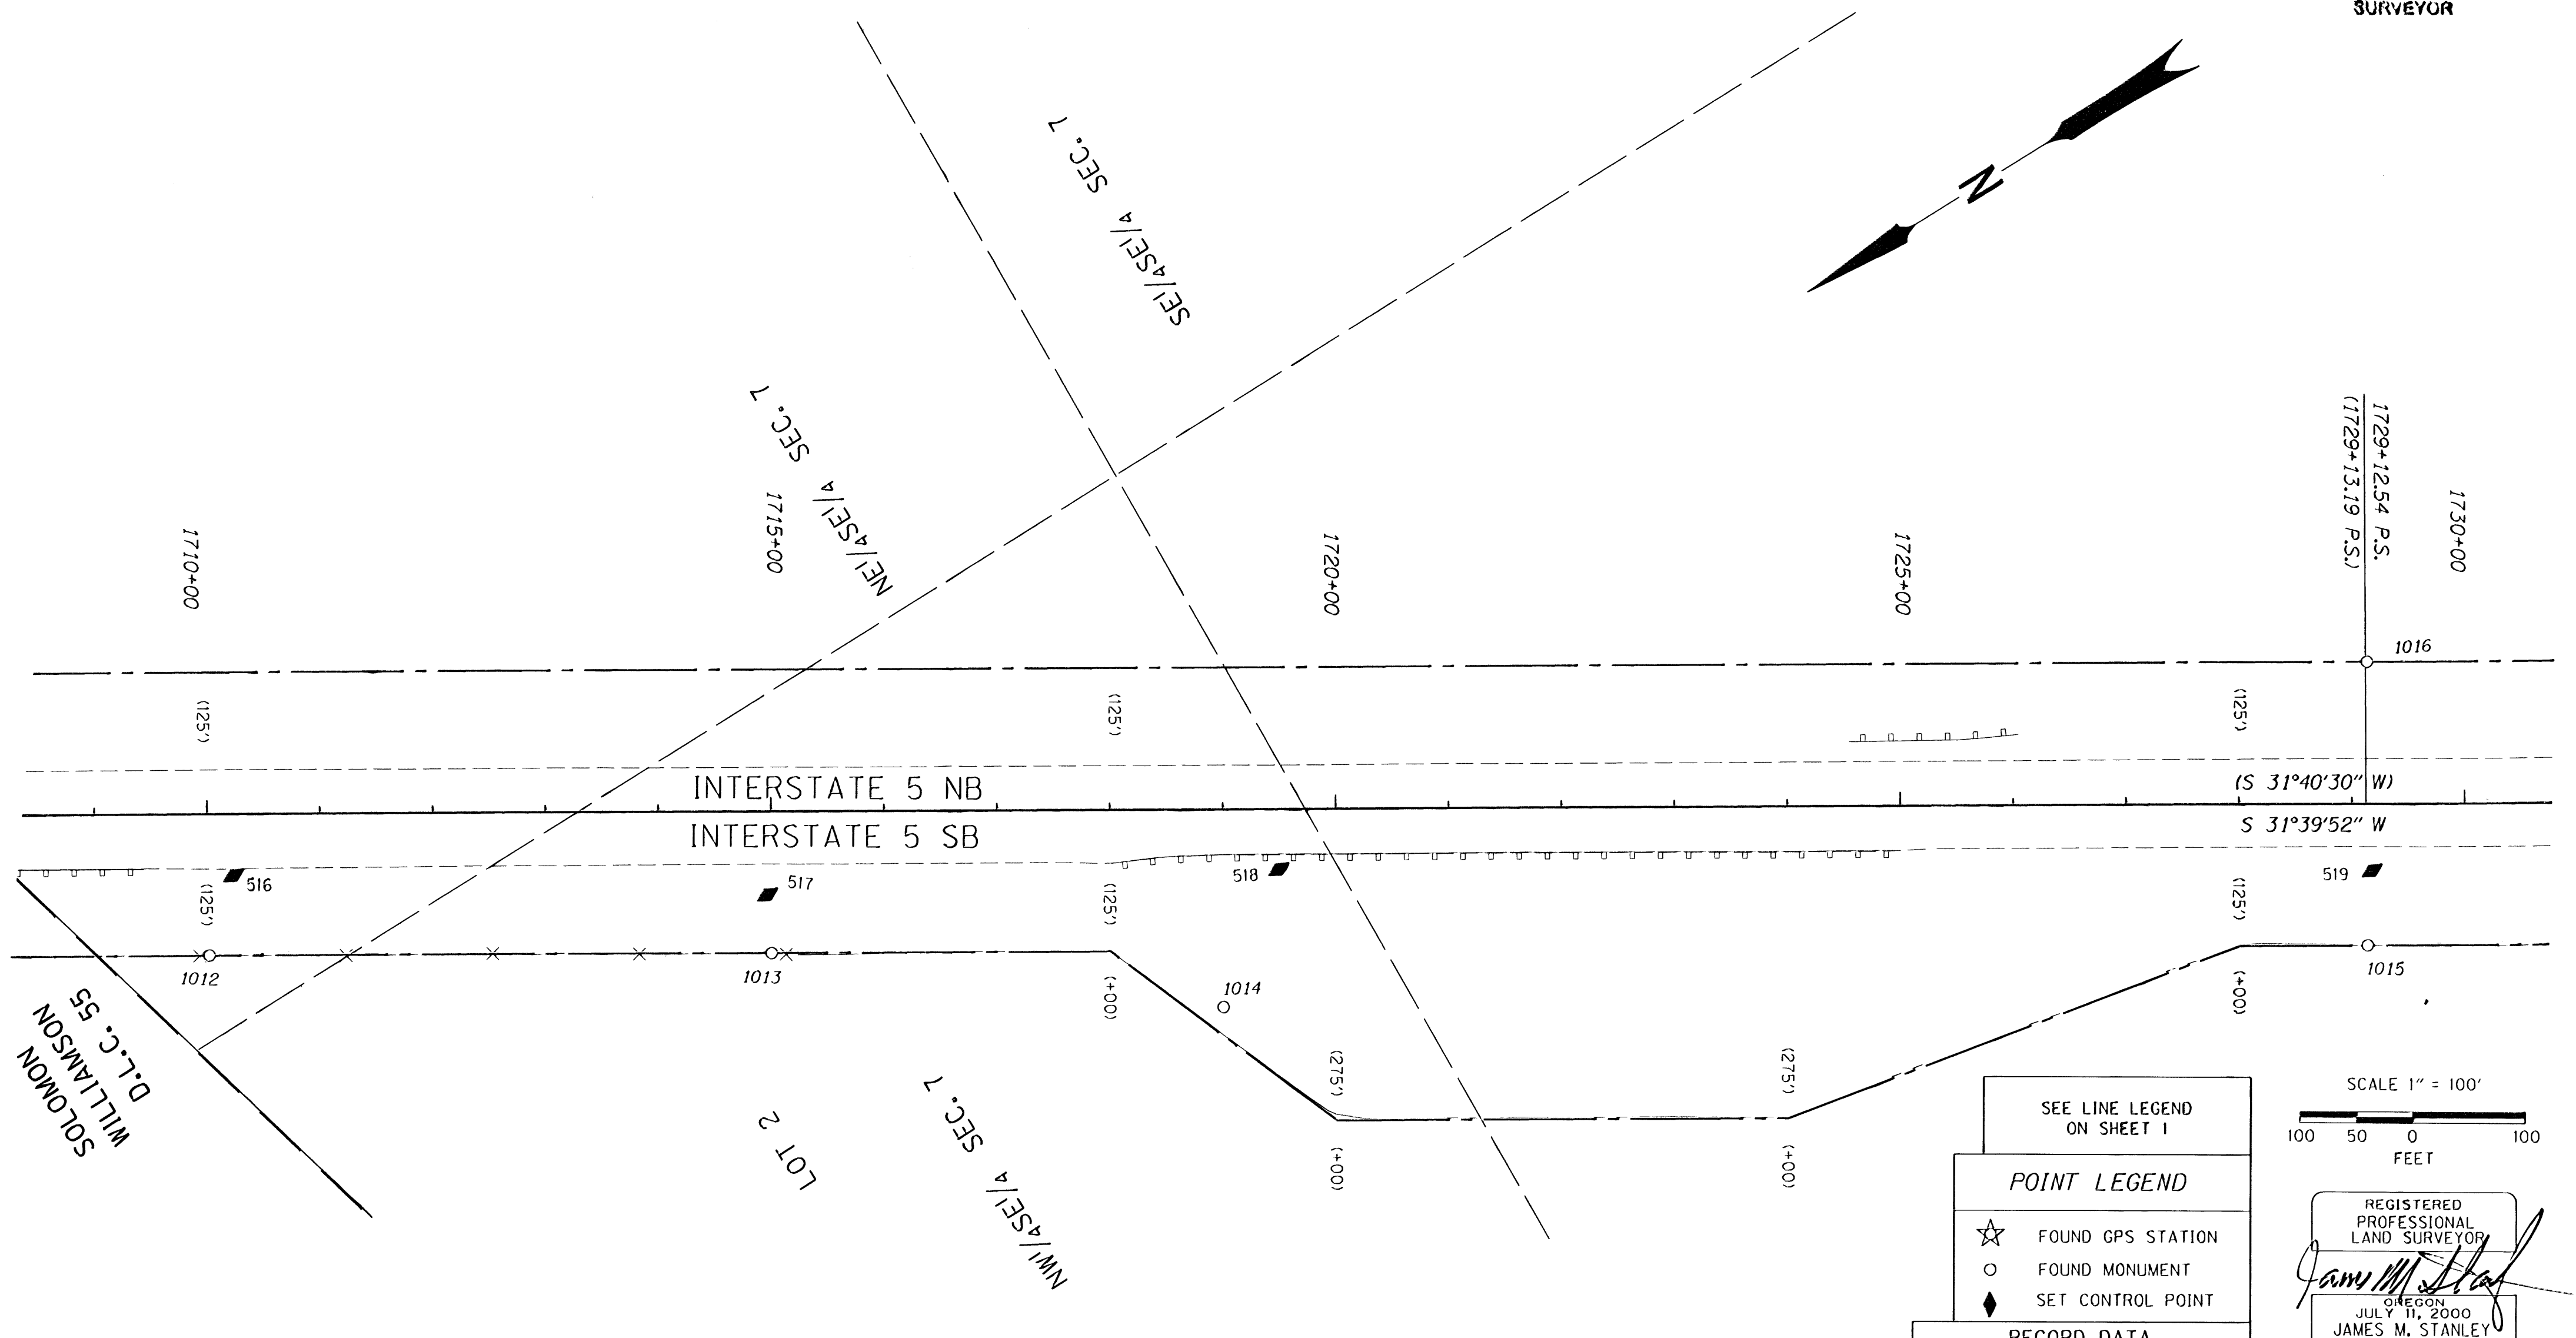 SURVEYOR
N
SE1/4SE1/4 SEC. 7
NE1/4SE1/4 SEC. 7
1710+00
1715+00
1720+00
1725+00
1729+12.54 P.S.
(1729+13.19 P.S.)
1730+00
1016
(125')
(125')
(125')
INTERSTATE 5 NB
(S 31°40'30" W)
INTERSTATE 5 SB
S 31°39'52" W
516
517
518
519
(125')
(125')
(125')
1012
1013
1014
1015
(+00)
(+00)
(275')
(275')
(+00)
(+00)
SOLOMON
WILLIAMSON
D.L.C. 55
LOT 2
NW1/4SE1/4 SEC. 7
SEE LINE LEGEND
ON SHEET 1
POINT LEGEND
FOUND GPS STATION
FOUND MONUMENT
SET CONTROL POINT
RECORD DATA
SCALE 1" = 100'
100 50 0 100
FEET
REGISTERED
PROFESSIONAL
LAND SURVEYOR
OREGON
JULY 11, 2000
JAMES M. STANLEY